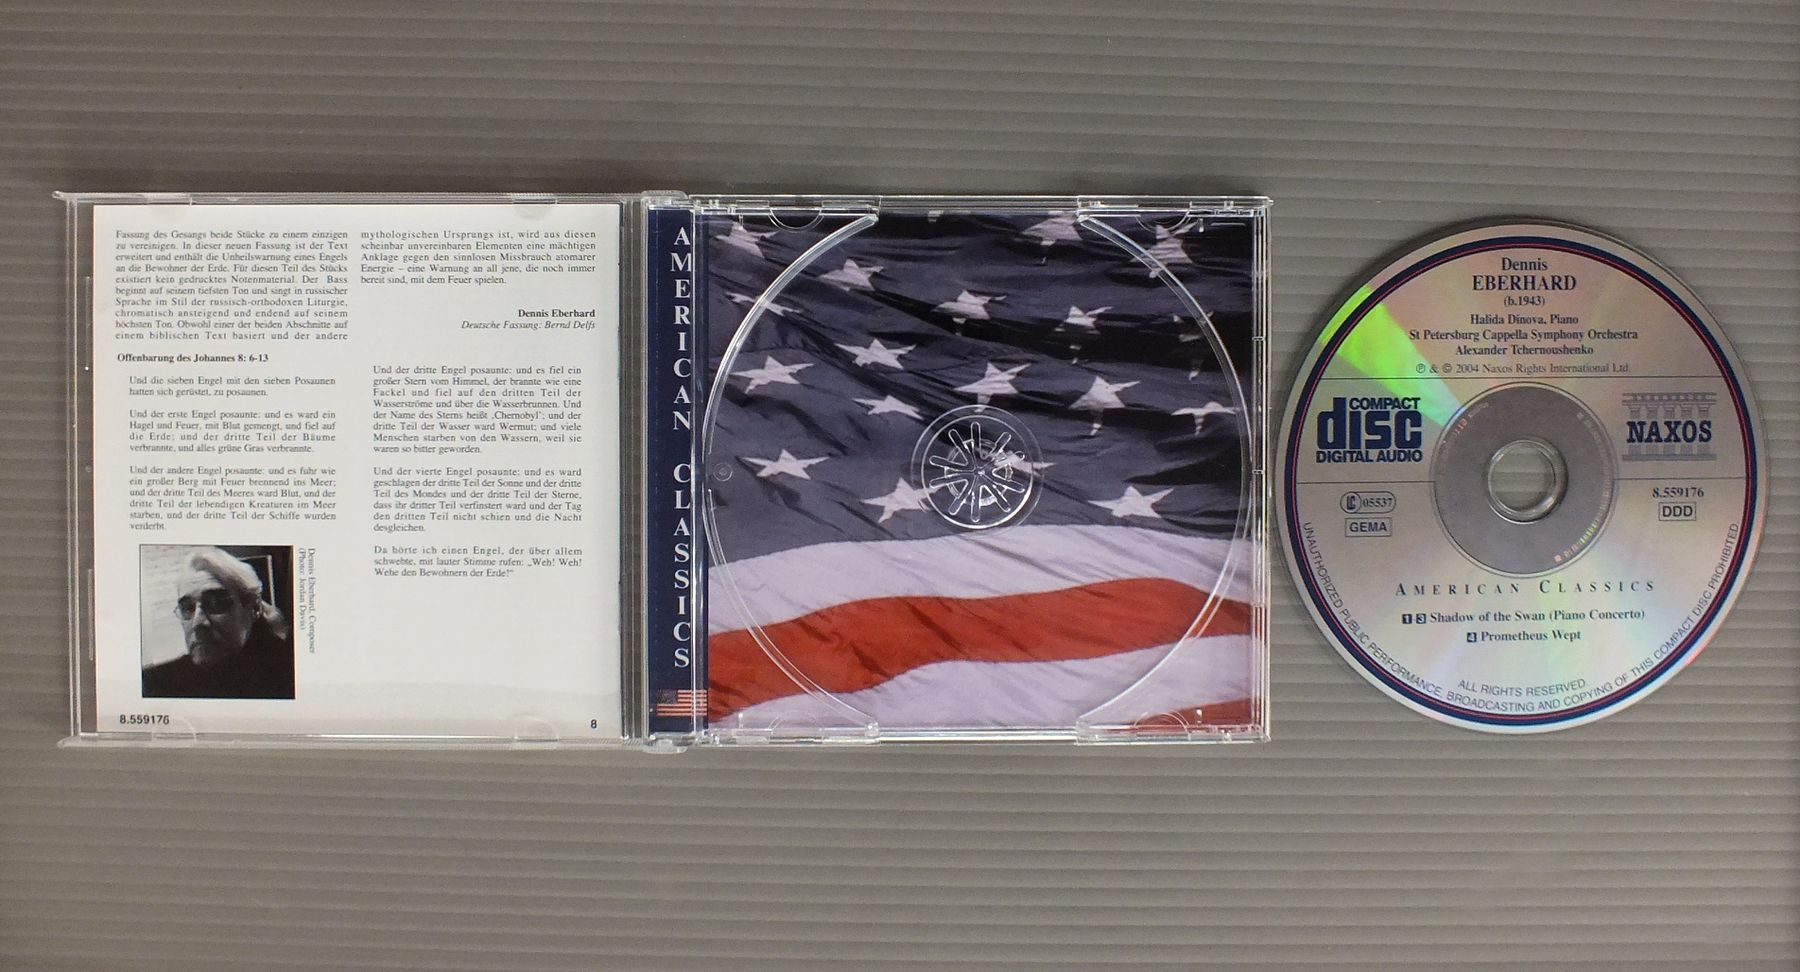 Fassung des Gesangs beide Stücke zu einem einzigen
zu vereinigen. In dieser neuen Fassung ist der Text
erweitert und enthält die Unheilswarnung eines Engels
an die Bewohner der Erde. Für diesen Teil des Stücks
existiert kein gedrucktes Notenmaterial. Der Bass
beginnt auf seinem tiefsten Ton und singt in russischer
Sprache im Stil der russisch-orthodoxen Liturgie,
chromatisch ansteigend und endend auf seinem
höchsten Ton. Obwohl einer der beiden Abschnitte auf
einem biblischen Text basiert und der andere
Offenbarung des Johannes 8: 6-13
Und die sieben Engel mit den sieben Posaunen
hatten sich gerüstet, zu posaunen.
Und der erste Engel posaunte: und es ward ein
Hagel und Feuer, mit Blut gemengt, und fiel auf
die Erde; und der dritte Teil der Bäume
verbrannte, und alles grüne Gras verbrannte.
Und der andere Engel posaunte: und es fuhr wie
ein großer Berg mit Feuer brennend ins Meer;
und der dritte Teil des Meeres ward Blut, und der
dritte Teil der lebendigen Kreaturen im Meer
starben, und der dritte Teil der Schiffe wurden
verderbt.
Dennis Eberhard, Composer
(Photo: Jordan Davis)
8.559176
mythologischen Ursprungs ist, wird aus diesen
scheinbar unvereinbaren Elementen eine mächtigen
Anklage gegen den sinnlosen Missbrauch atomarer
Energie – eine Warnung an all jene, die noch immer
bereit sind, mit dem Feuer spielen.
Dennis Eberhard
Deutsche Fassung: Bernd Delfs
Und der dritte Engel posaunte: und es fiel ein
großer Stern vom Himmel, der brannte wie eine
Fackel und fiel auf den dritten Teil der
Wasserströme und über die Wasserbrunnen. Und
der Name des Sterns heißt ‚Chernobyl‘; und der
dritte Teil der Wasser ward Wermut; und viele
Menschen starben von den Wassern, weil sie
waren so bitter geworden.
Und der vierte Engel posaunte: und es ward
geschlagen der dritte Teil der Sonne und der dritte
Teil des Mondes und der dritte Teil der Sterne,
dass ihr dritter Teil verfinstert ward und der Tag
den dritten Teil nicht schien und die Nacht
desgleichen.
Da hörte ich einen Engel, der über allem
schwebte, mit lauter Stimme rufen: „Weh! Weh!
Wehe den Bewohnern der Erde!“
8
AMERICAN CLASSICS
Dennis
EBERHARD
(b.1943)
Halida Dinova, Piano
St Petersburg Cappella Symphony Orchestra
Alexander Tchernoushenko
℗ & © 2004 Naxos Rights International Ltd.
COMPACT
disc
DIGITAL AUDIO
NAXOS
LC 05537
GEMA
8.559176
DDD
AMERICAN CLASSICS
1 3 Shadow of the Swan (Piano Concerto)
4 Prometheus Wept
ALL RIGHTS RESERVED.
UNAUTHORIZED PUBLIC PERFORMANCE, BROADCASTING AND COPYING OF THIS COMPACT DISC PROHIBITED.